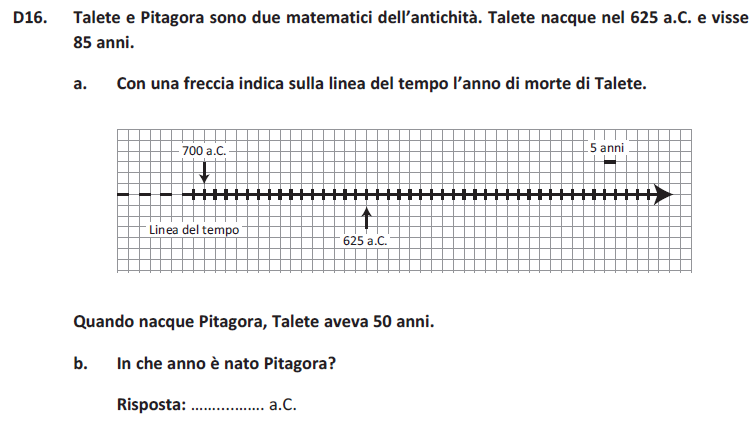 D16. Talete e Pitagora sono due matematici dell’antichità. Talete nacque nel 625 a.C. e visse
85 anni.
a. Con una freccia indica sulla linea del tempo l’anno di morte di Talete.
700 a.C.
5 anni
Linea del tempo
625 a.C.
Quando nacque Pitagora, Talete aveva 50 anni.
b. In che anno è nato Pitagora?
Risposta: ................. a.C.